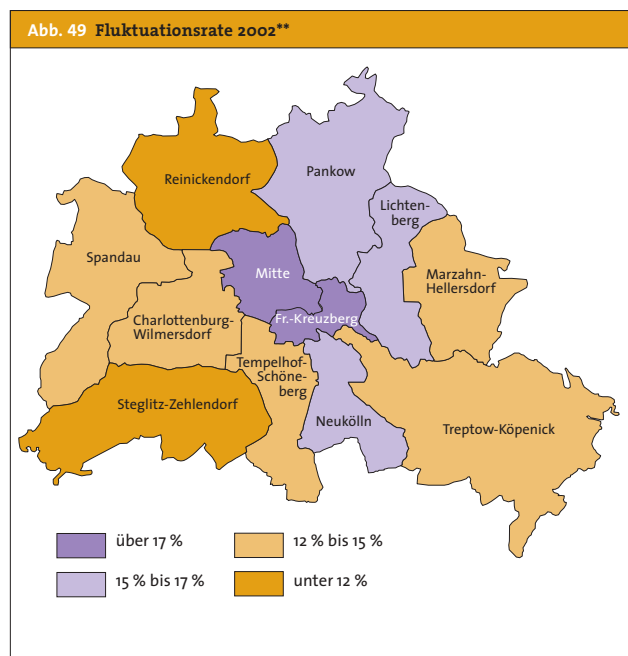 Abb. 49 Fluktuationsrate 2002**
Reinickendorf
Pankow
Lichten-
berg
Spandau
Mitte
Marzahn-
Hellersdorf
Fr.-Kreuzberg
Charlottenburg-
Wilmersdorf
Tempelhof-
Schöne-
berg
Steglitz-Zehlendorf
Neukölln
Treptow-Köpenick
über 17 %
12 % bis 15 %
15 % bis 17 %
unter 12 %